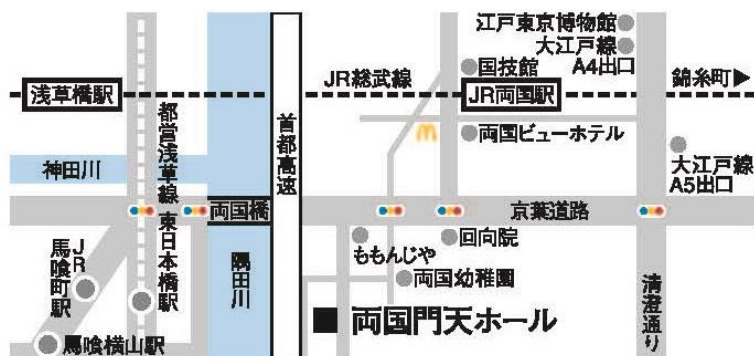 江戸東京博物館
大江戸線
A4出口
国技館
JR総武線
浅草橋駅
JR両国駅
錦糸町
都営浅草線
首都高速
両国ビューホテル
神田川
大江戸線
A5出口
両国橋
京葉道路
JR
馬喰町駅
東日本橋駅
隅田川
ももんじや
回向院
両国幼稚園
清澄通り
両国門天ホール
馬喰横山駅